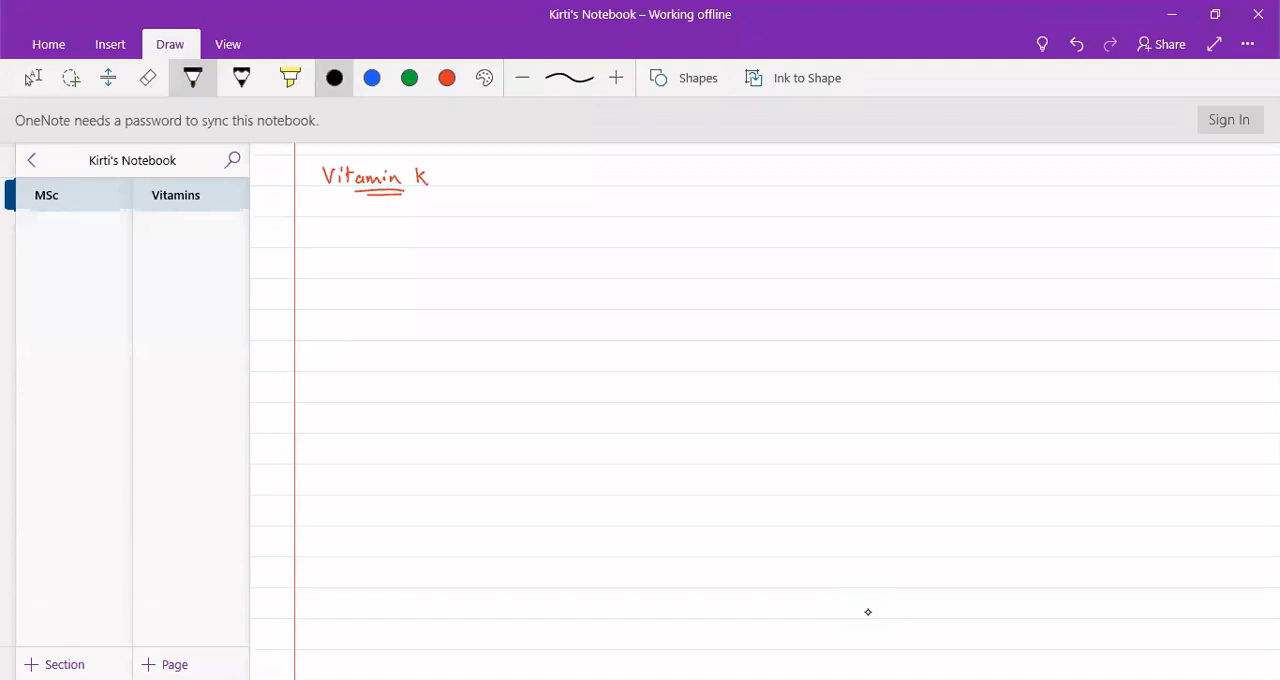 Kirti's Notebook – Working offline
Home Insert Draw View
Share
Shapes Ink to Shape
OneNote needs a password to sync this notebook.
Sign In
Kirti's Notebook
MSc Vitamins
Vitamin K
Section Page